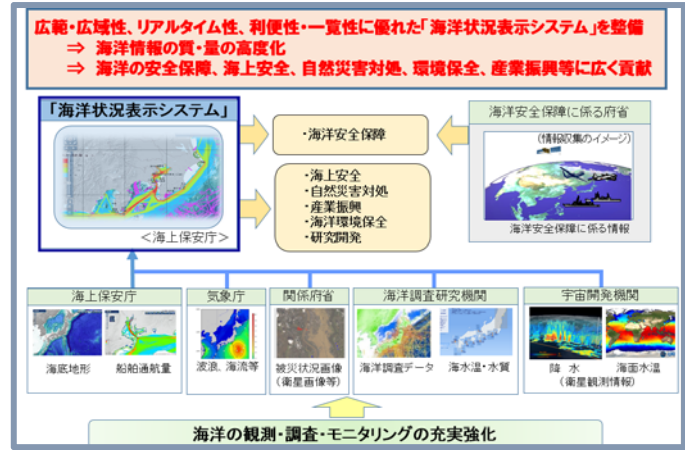 広範・広域性、リアルタイム性、利便性・一覧性に優れた「海洋状況表示システム」を整備
⇒ 海洋情報の質・量の高度化
⇒ 海洋の安全保障、海上安全、自然災害対処、環境保全、産業振興等に広く貢献
「海洋状況表示システム」
<海上保安庁>
・海洋安全保障
・海上安全
・自然災害対処
・産業振興
・海洋環境保全
・研究開発
海洋安全保障に係る府省
(情報収集のイメージ)
海洋安全保障に係る情報
海上保安庁
海底地形
船舶通航量
気象庁
波浪、海流等
関係府省
被災状況画像
(衛星画像等)
海洋調査研究機関
海洋調査データ
海水温・水質
宇宙開発機関
降 水
海面水温
(衛星観測情報)
海洋の観測・調査・モニタリングの充実強化